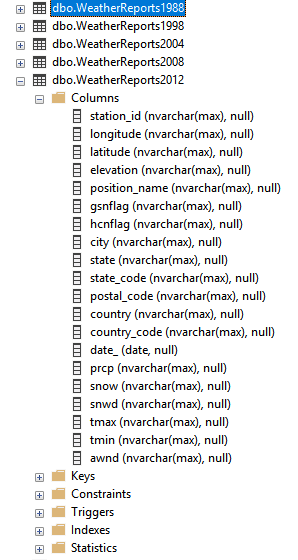 dbo.WeatherReports1988
dbo.WeatherReports1998
dbo.WeatherReports2004
dbo.WeatherReports2008
dbo.WeatherReports2012
Columns
station_id (nvarchar(max), null)
longitude (nvarchar(max), null)
latitude (nvarchar(max), null)
elevation (nvarchar(max), null)
position_name (nvarchar(max), null)
gsnflag (nvarchar(max), null)
hcnflag (nvarchar(max), null)
city (nvarchar(max), null)
state (nvarchar(max), null)
state_code (nvarchar(max), null)
postal_code (nvarchar(max), null)
country (nvarchar(max), null)
country_code (nvarchar(max), null)
date_ (date, null)
prcp (nvarchar(max), null)
snow (nvarchar(max), null)
snwd (nvarchar(max), null)
tmax (nvarchar(max), null)
tmin (nvarchar(max), null)
awnd (nvarchar(max), null)
Keys
Constraints
Triggers
Indexes
Statistics